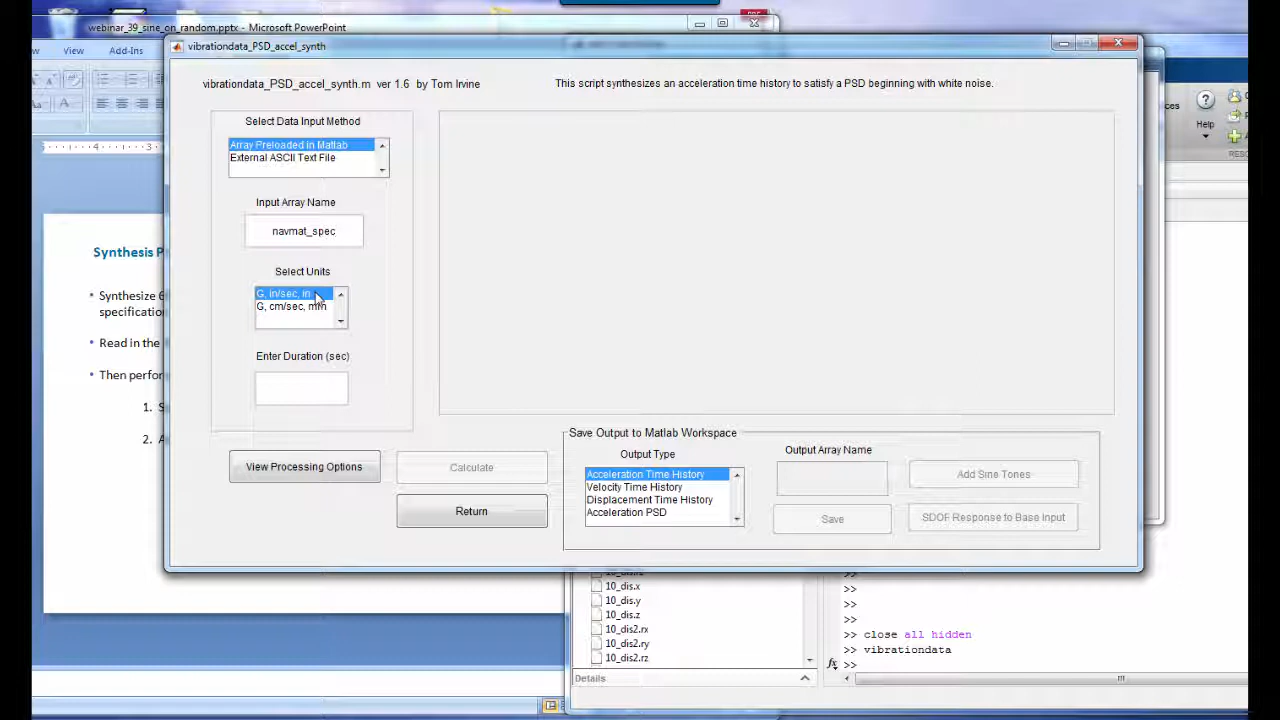 webinar_39_sine_on_random.pptx - Microsoft PowerPoint
View Add-Ins
vibrationdata_PSD_accel_synth
vibrationdata_PSD_accel_synth.m ver 1.6 by Tom Irvine
This script synthesizes an acceleration time history to satisfy a PSD beginning with white noise.
Select Data Input Method
Array Preloaded in Matlab
External ASCII Text File
Input Array Name
navmat_spec
Select Units
G, in/sec, in
G, cm/sec, mm
Enter Duration (sec)
View Processing Options
Calculate
Return
Save Output to Matlab Workspace
Output Type
Acceleration Time History
Velocity Time History
Displacement Time History
Acceleration PSD
Output Array Name
Save
Add Sine Tones
SDOF Response to Base Input
Help
4 3
Synthesis P
• Synthesize 6
specification
• Read in the
• Then perfor
1. S
2. A
10_dis.x
10_dis.y
10_dis.z
10_dis2.rx
10_dis2.ry
10_dis2.rz
Details
>>
>>
>>
>>
>> close all hidden
>> vibrationdata
fx >>